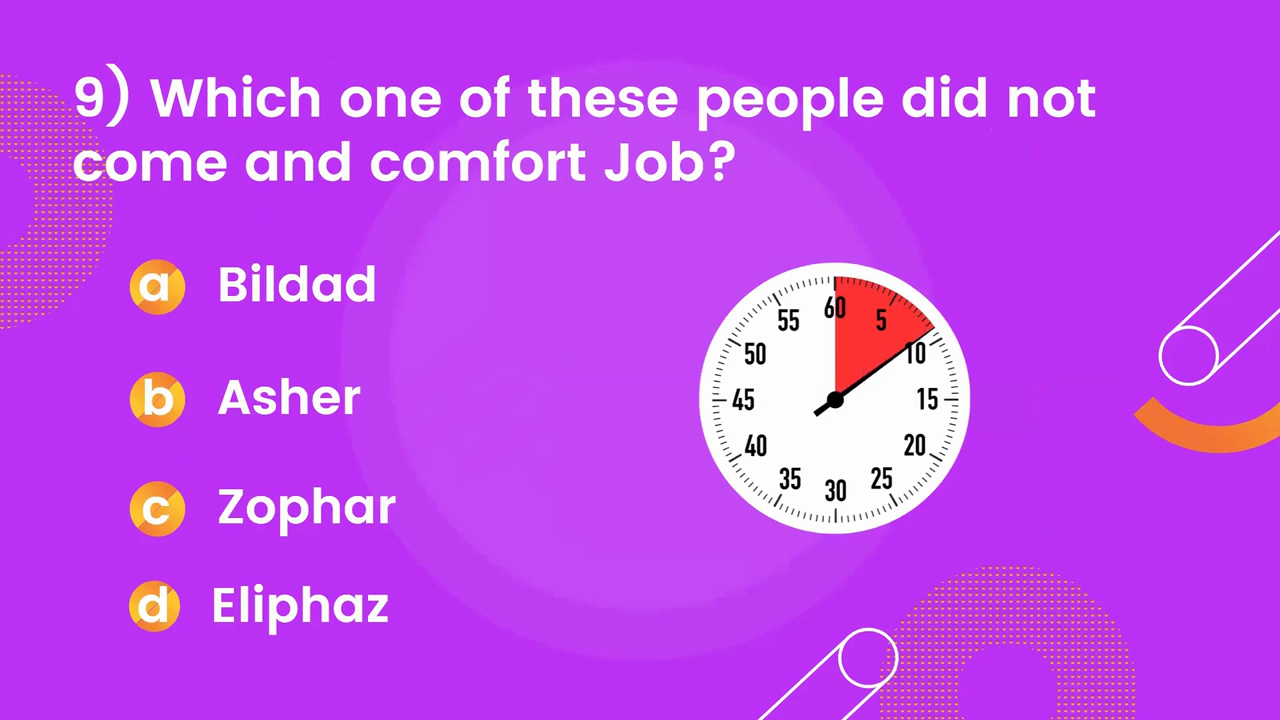 9) Which one of these people did not
come and comfort Job?
a Bildad
b Asher
c Zophar
d Eliphaz
60
5
10
15
20
25
30
35
40
45
50
55